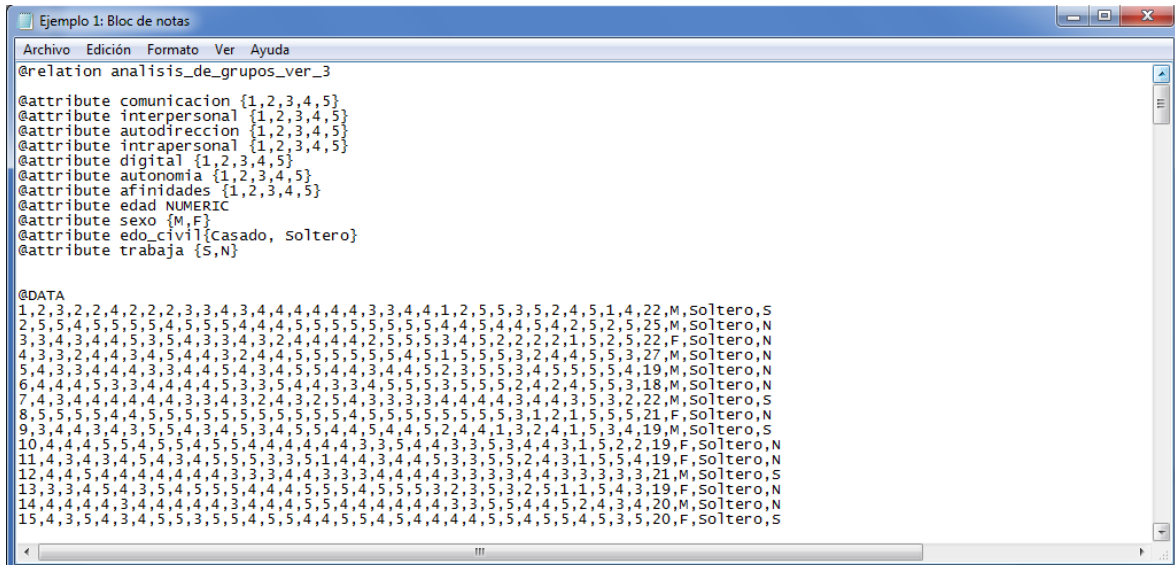 Ejemplo 1: Bloc de notas
Archivo Edición Formato Ver Ayuda
@relation analisis_de_grupos_ver_3
@attribute comunicacion {1,2,3,4,5}
@attribute interpersonal {1,2,3,4,5}
@attribute autodireccion {1,2,3,4,5}
@attribute intrapersonal {1,2,3,4,5}
@attribute digital {1,2,3,4,5}
@attribute autonomia {1,2,3,4,5}
@attribute afinidades {1,2,3,4,5}
@attribute edad NUMERIC
@attribute sexo {M,F}
@attribute edo_civil{Casado, Soltero}
@attribute trabaja {S,N}
@DATA
1,2,3,2,2,4,2,2,2,3,3,4,3,4,4,4,4,4,4,3,3,4,4,1,2,5,5,3,5,2,4,5,1,4,22,M,Soltero,S
2,5,5,4,5,5,5,5,4,5,5,5,4,4,4,5,5,5,5,5,5,5,5,4,4,5,4,4,5,4,2,5,2,5,25,M,Soltero,N
3,3,4,3,4,4,5,3,5,4,3,3,4,3,2,4,4,4,4,2,5,5,5,3,4,5,2,2,2,2,1,5,2,5,22,F,Soltero,N
4,3,3,2,4,4,3,4,5,4,4,3,2,4,4,5,5,5,5,5,5,4,5,1,5,5,5,3,2,4,4,5,5,3,27,M,Soltero,N
5,4,3,3,4,4,3,3,4,4,5,4,3,4,5,4,4,5,5,4,3,4,4,5,2,3,5,5,3,4,5,5,5,5,4,19,M,Soltero,N
6,4,4,4,5,3,3,4,4,4,4,5,3,3,5,4,4,3,3,4,5,5,5,3,5,5,5,2,4,2,4,5,5,3,18,M,Soltero,N
7,4,3,4,4,4,4,4,3,3,4,3,2,4,3,2,5,4,3,3,3,3,4,4,4,4,3,4,4,3,5,3,2,22,M,Soltero,S
8,5,5,5,5,4,4,5,5,5,5,5,5,5,5,5,5,5,4,5,5,5,5,5,5,5,5,3,1,2,1,5,5,5,21,F,Soltero,N
9,3,4,4,3,4,3,5,5,4,3,4,5,3,4,5,5,4,5,4,4,5,2,4,4,1,3,2,4,1,5,3,4,19,M,Soltero,S
10,4,4,4,5,5,4,5,5,4,5,5,4,4,4,4,4,4,3,3,5,4,4,3,3,5,3,4,4,3,1,5,2,2,19,F,Soltero,N
11,4,3,4,3,4,5,4,3,4,5,5,5,3,3,5,1,4,4,3,4,4,5,3,3,5,5,2,4,3,1,5,5,4,19,F,Soltero,N
12,4,4,5,4,4,4,4,4,4,3,3,3,4,4,3,3,3,4,4,4,4,3,3,3,3,4,4,3,3,3,3,3,21,M,Soltero,S
13,3,3,4,5,4,3,5,4,5,5,5,4,4,4,5,5,5,4,5,5,5,3,2,3,5,3,2,5,1,1,5,4,3,19,F,Soltero,N
14,4,4,4,4,3,4,4,4,4,4,3,4,4,4,5,4,4,4,4,4,4,3,3,5,5,4,4,5,2,4,3,4,20,M,Soltero,N
15,4,3,5,4,3,4,5,5,3,5,5,4,5,5,4,4,5,5,4,5,4,4,4,4,5,5,4,5,5,4,5,3,5,20,F,Soltero,S